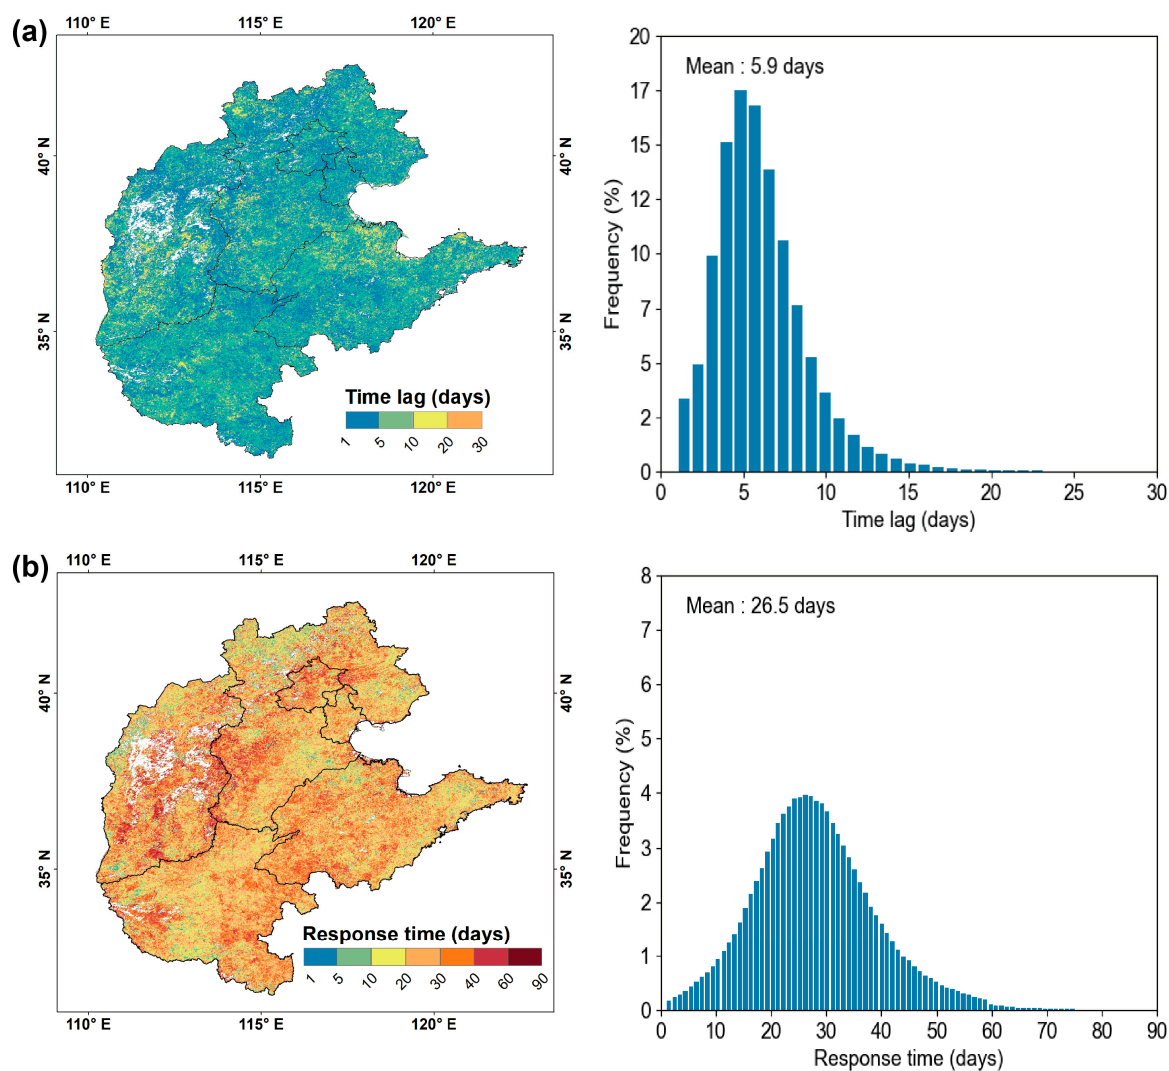 (a)
110° E 115° E 120° E
40° N
35° N
40° N
35° N
Time lag (days)
1 5 10 20 30
110° E 115° E 120° E
Mean : 5.9 days
Frequency (%)
20
17
15
12
10
7
5
2
0
0 5 10 15 20 25 30
Time lag (days)
(b)
110° E 115° E 120° E
40° N
35° N
40° N
35° N
Response time (days)
1 5 10 20 30 40 60 90
110° E 115° E 120° E
Mean : 26.5 days
Frequency (%)
8
7
6
5
4
3
2
1
0
0 10 20 30 40 50 60 70 80 90
Response time (days)